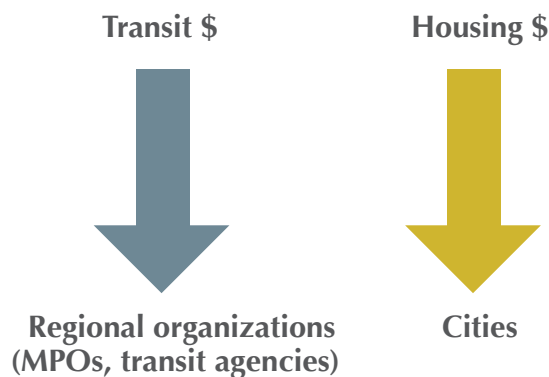 Transit $
Housing $
Regional organizations
(MPOs, transit agencies)
Cities